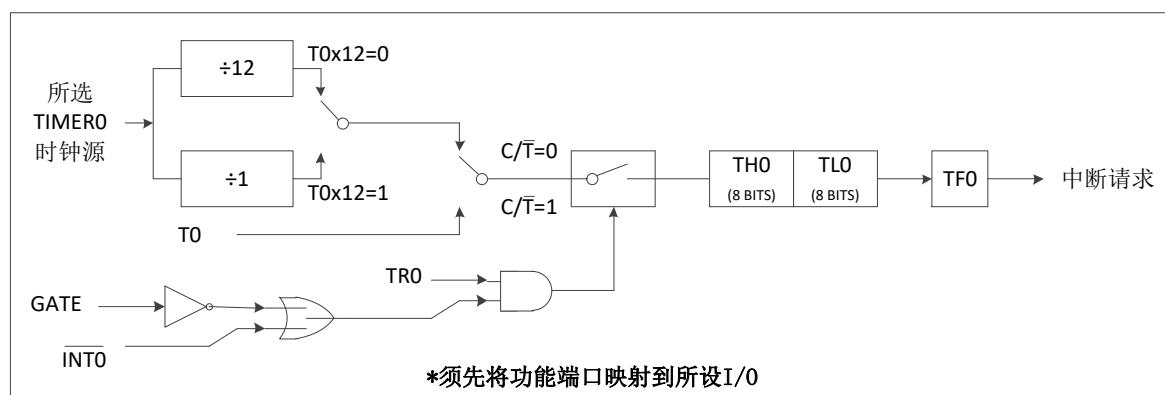 ÷12
T0x12=0
所选
TIMER0
时钟源
÷1
T0x12=1
C/T̅=0
C/T̅=1
T0
TH0
(8 BITS)
TL0
(8 BITS)
TF0
中断请求
TR0
GATE
I̅N̅T̅0̅
*须先将功能端口映射到所设I/O